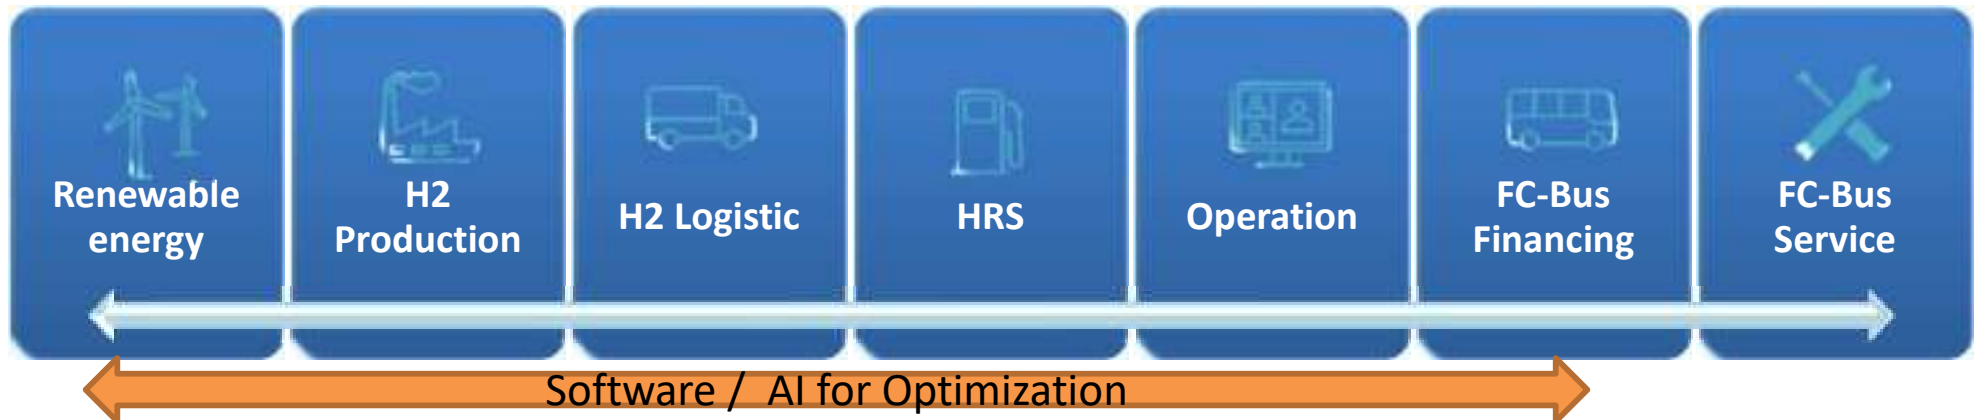 Renewable
energy
H2
Production
H2 Logistic
HRS
Operation
FC-Bus
Financing
FC-Bus
Service
Software / AI for Optimization